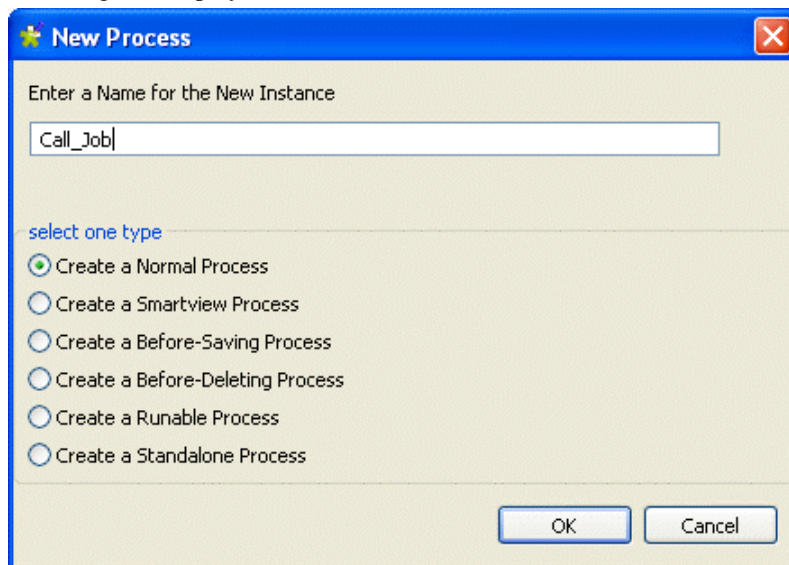 New Process
Enter a Name for the New Instance
Call_Job
select one type
Create a Normal Process
Create a Smartview Process
Create a Before-Saving Process
Create a Before-Deleting Process
Create a Runable Process
Create a Standalone Process
OK Cancel